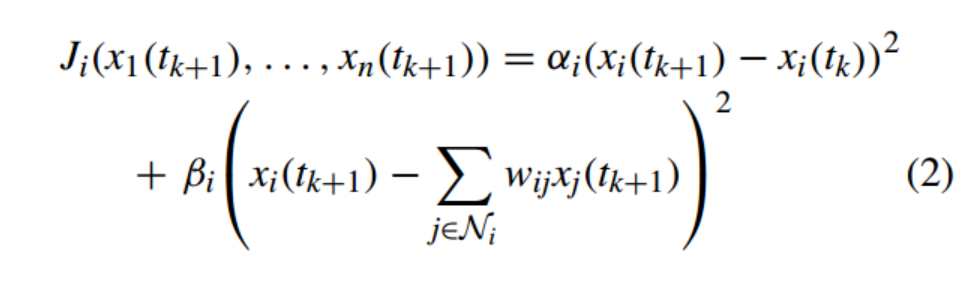 J_i(x_1(t_{k+1}), . . . , x_n(t_{k+1})) = α_i(x_i(t_{k+1}) − x_i(t_k))^2
+ β_i ( x_i(t_{k+1}) − ∑_{j∈𝒩_i} w_{ij}x_j(t_{k+1}) )^2 (2)